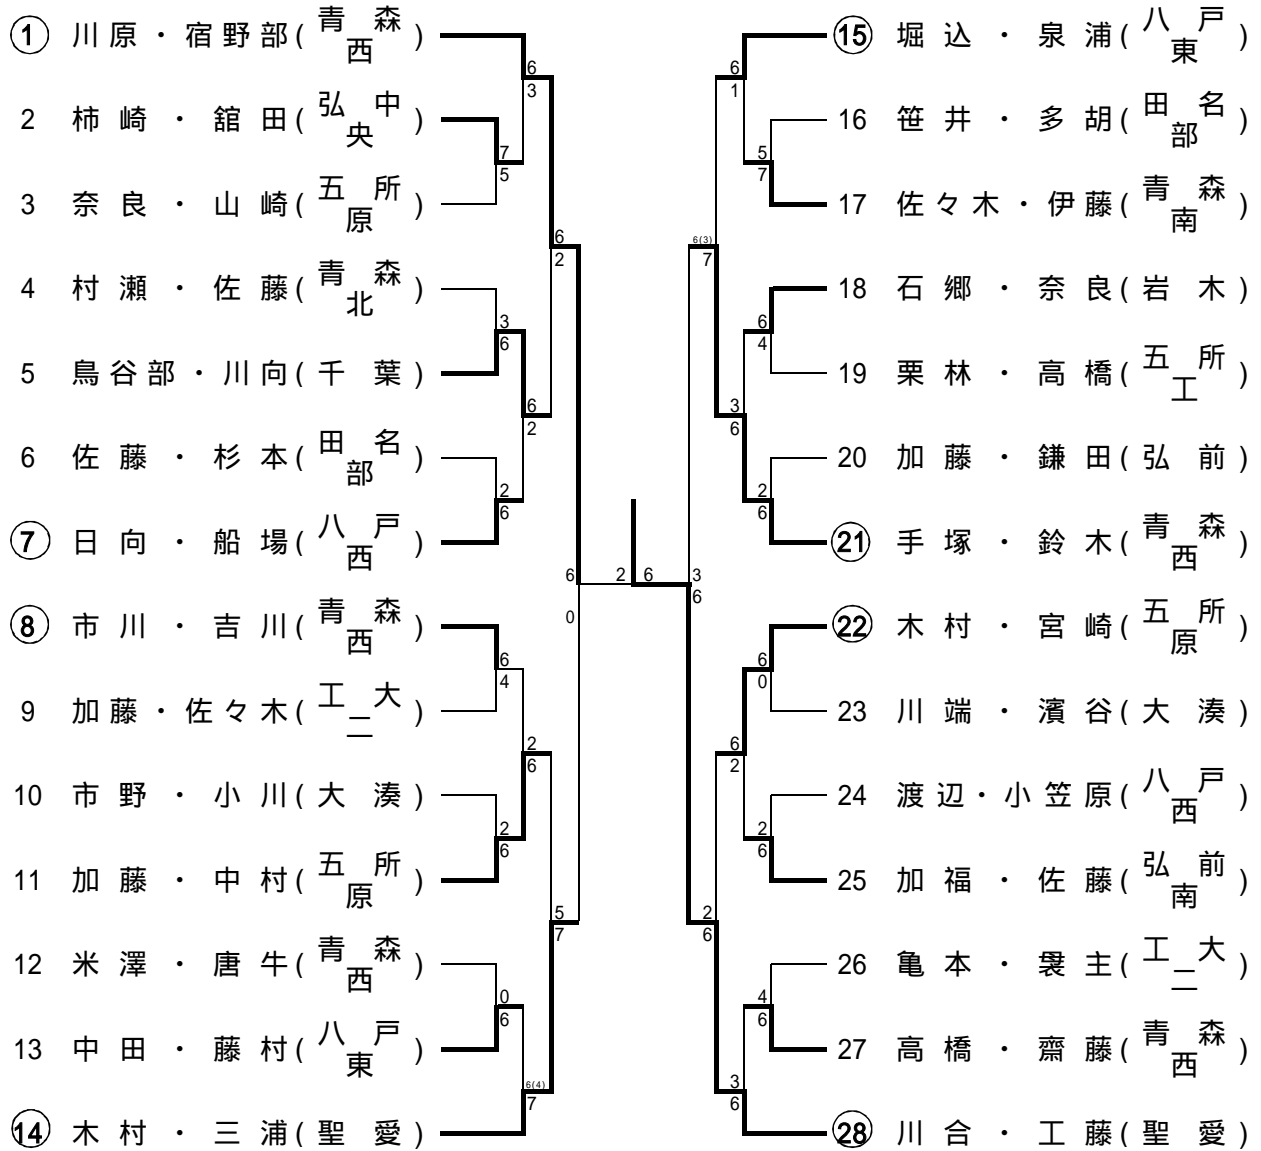 1 川原・宿野部(青森西)
6
3
2 柿崎・舘田(弘中央)
7
5
3 奈良・山崎(五所原)
6
2
4 村瀬・佐藤(青森北)
3
6
5 鳥谷部・川向(千葉)
6
2
6 佐藤・杉本(田名部)
2
6
7 日向・船場(八戸西)
6
0
8 市川・吉川(青森西)
6
4
9 加藤・佐々木(工大二)
2
6
10 市野・小川(大湊)
2
6
11 加藤・中村(五所原)
5
7
12 米澤・唐牛(青森西)
0
6
13 中田・藤村(八戸東)
6(4)
7
14 木村・三浦(聖愛)
2 6
15 堀込・泉浦(八戸東)
6
1
16 笹井・多胡(田名部)
5
7
17 佐々木・伊藤(青森南)
6(3)
7
18 石郷・奈良(岩木)
6
4
19 栗林・高橋(五所工)
3
6
20 加藤・鎌田(弘前)
2
6
21 手塚・鈴木(青森西)
3
6
22 木村・宮崎(五所原)
6
0
23 川端・濱谷(大湊)
6
2
24 渡辺・小笠原(八戸西)
2
6
25 加福・佐藤(弘前南)
2
6
26 亀本・主(工大二)
4
6
27 高橋・齋藤(青森西)
3
6
28 川合・工藤(聖愛)